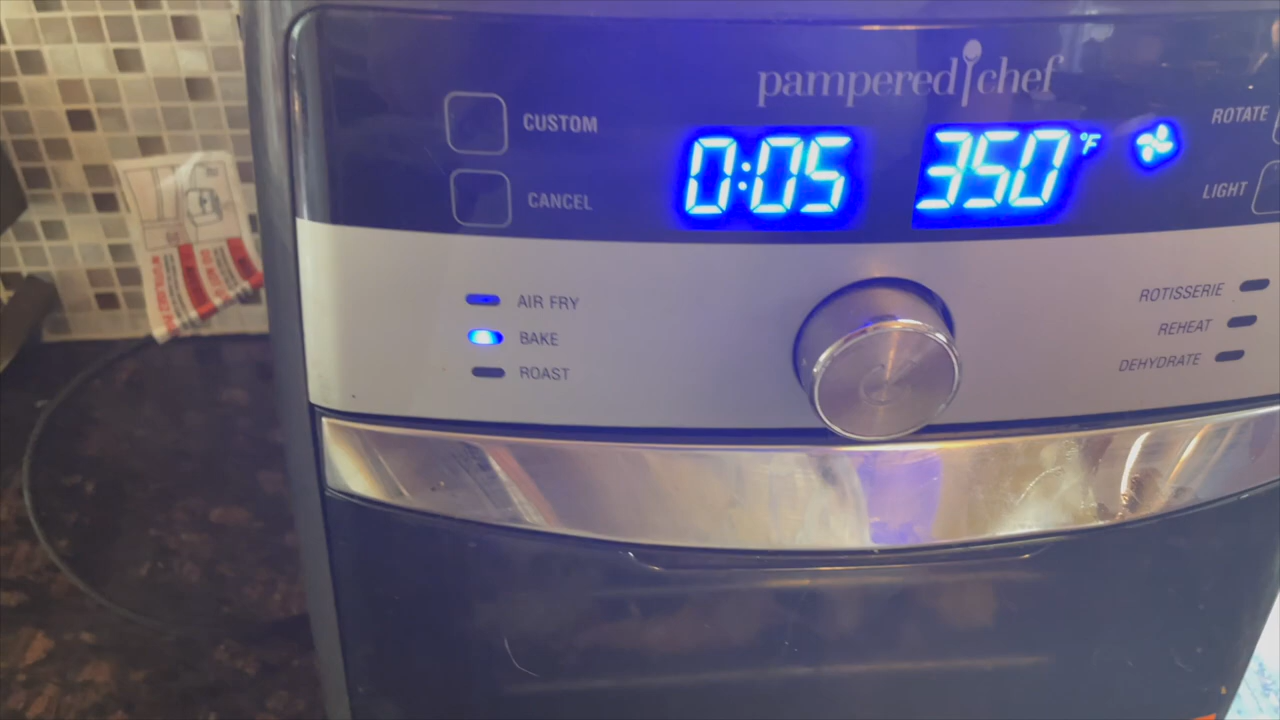 pampered chef
CUSTOM
0:05
350°F
ROTATE
CANCEL
LIGHT
AIR FRY
BAKE
ROAST
ROTISSERIE
REHEAT
DEHYDRATE